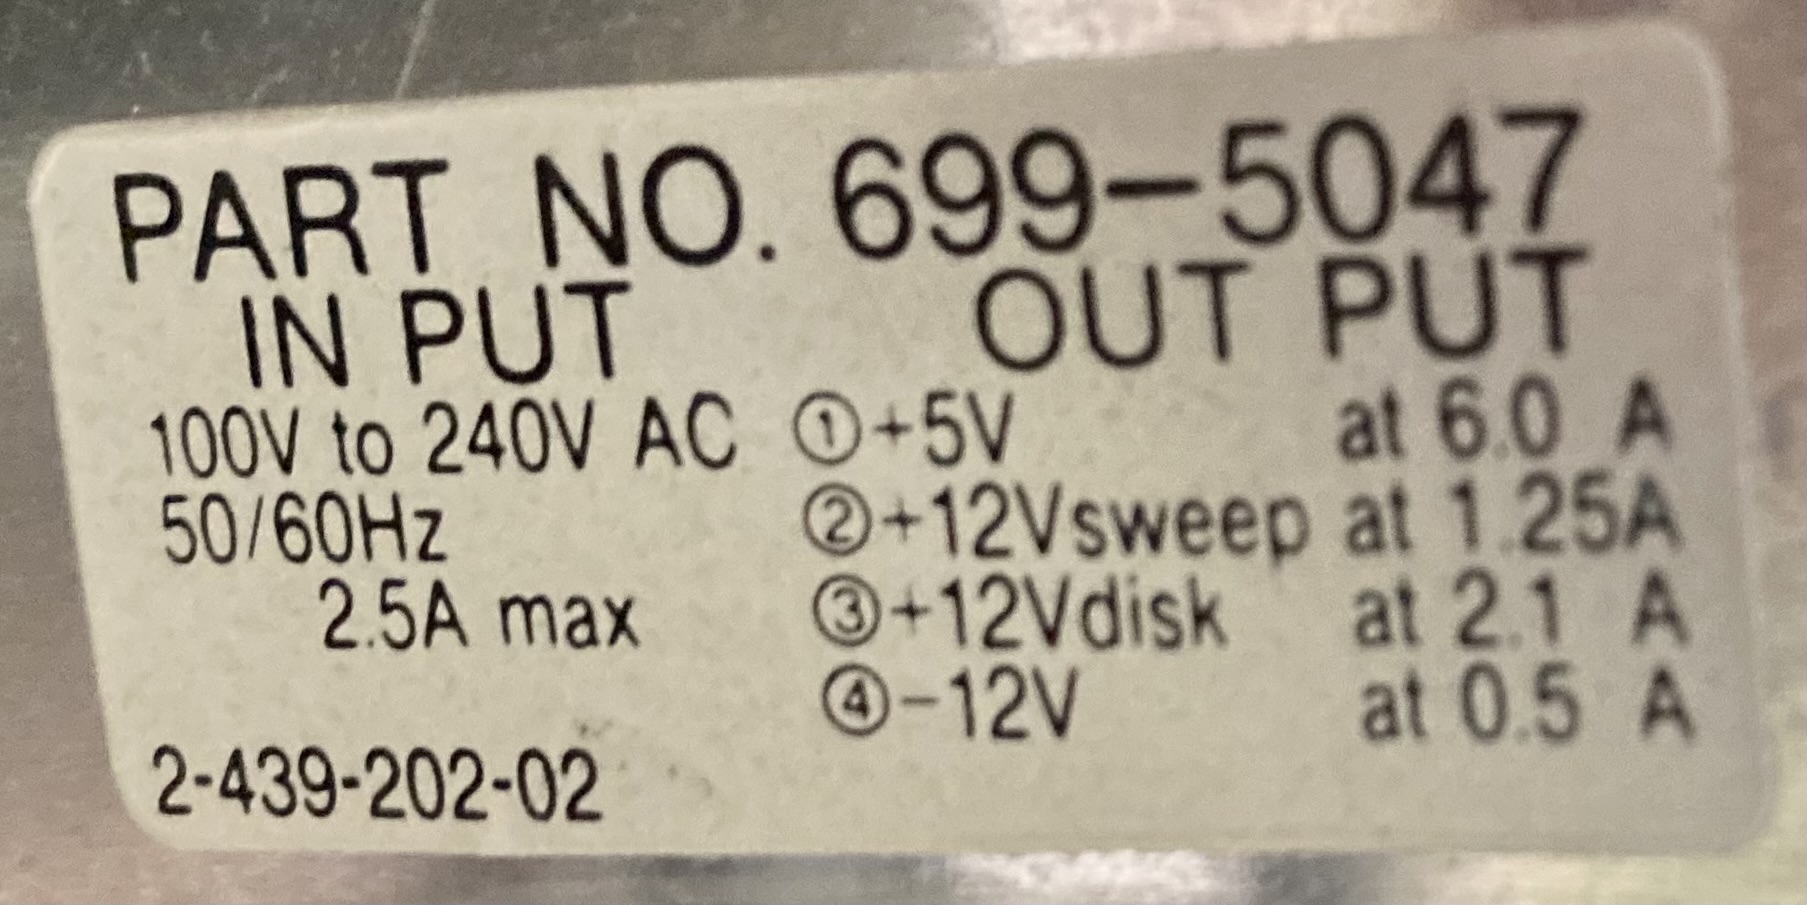 PART NO. 699-5047
IN PUT OUT PUT
100V to 240V AC ①+5V at 6.0 A
50/60Hz ②+12Vsweep at 1.25A
2.5A max ③+12Vdisk at 2.1 A
④-12V at 0.5 A
2-439-202-02